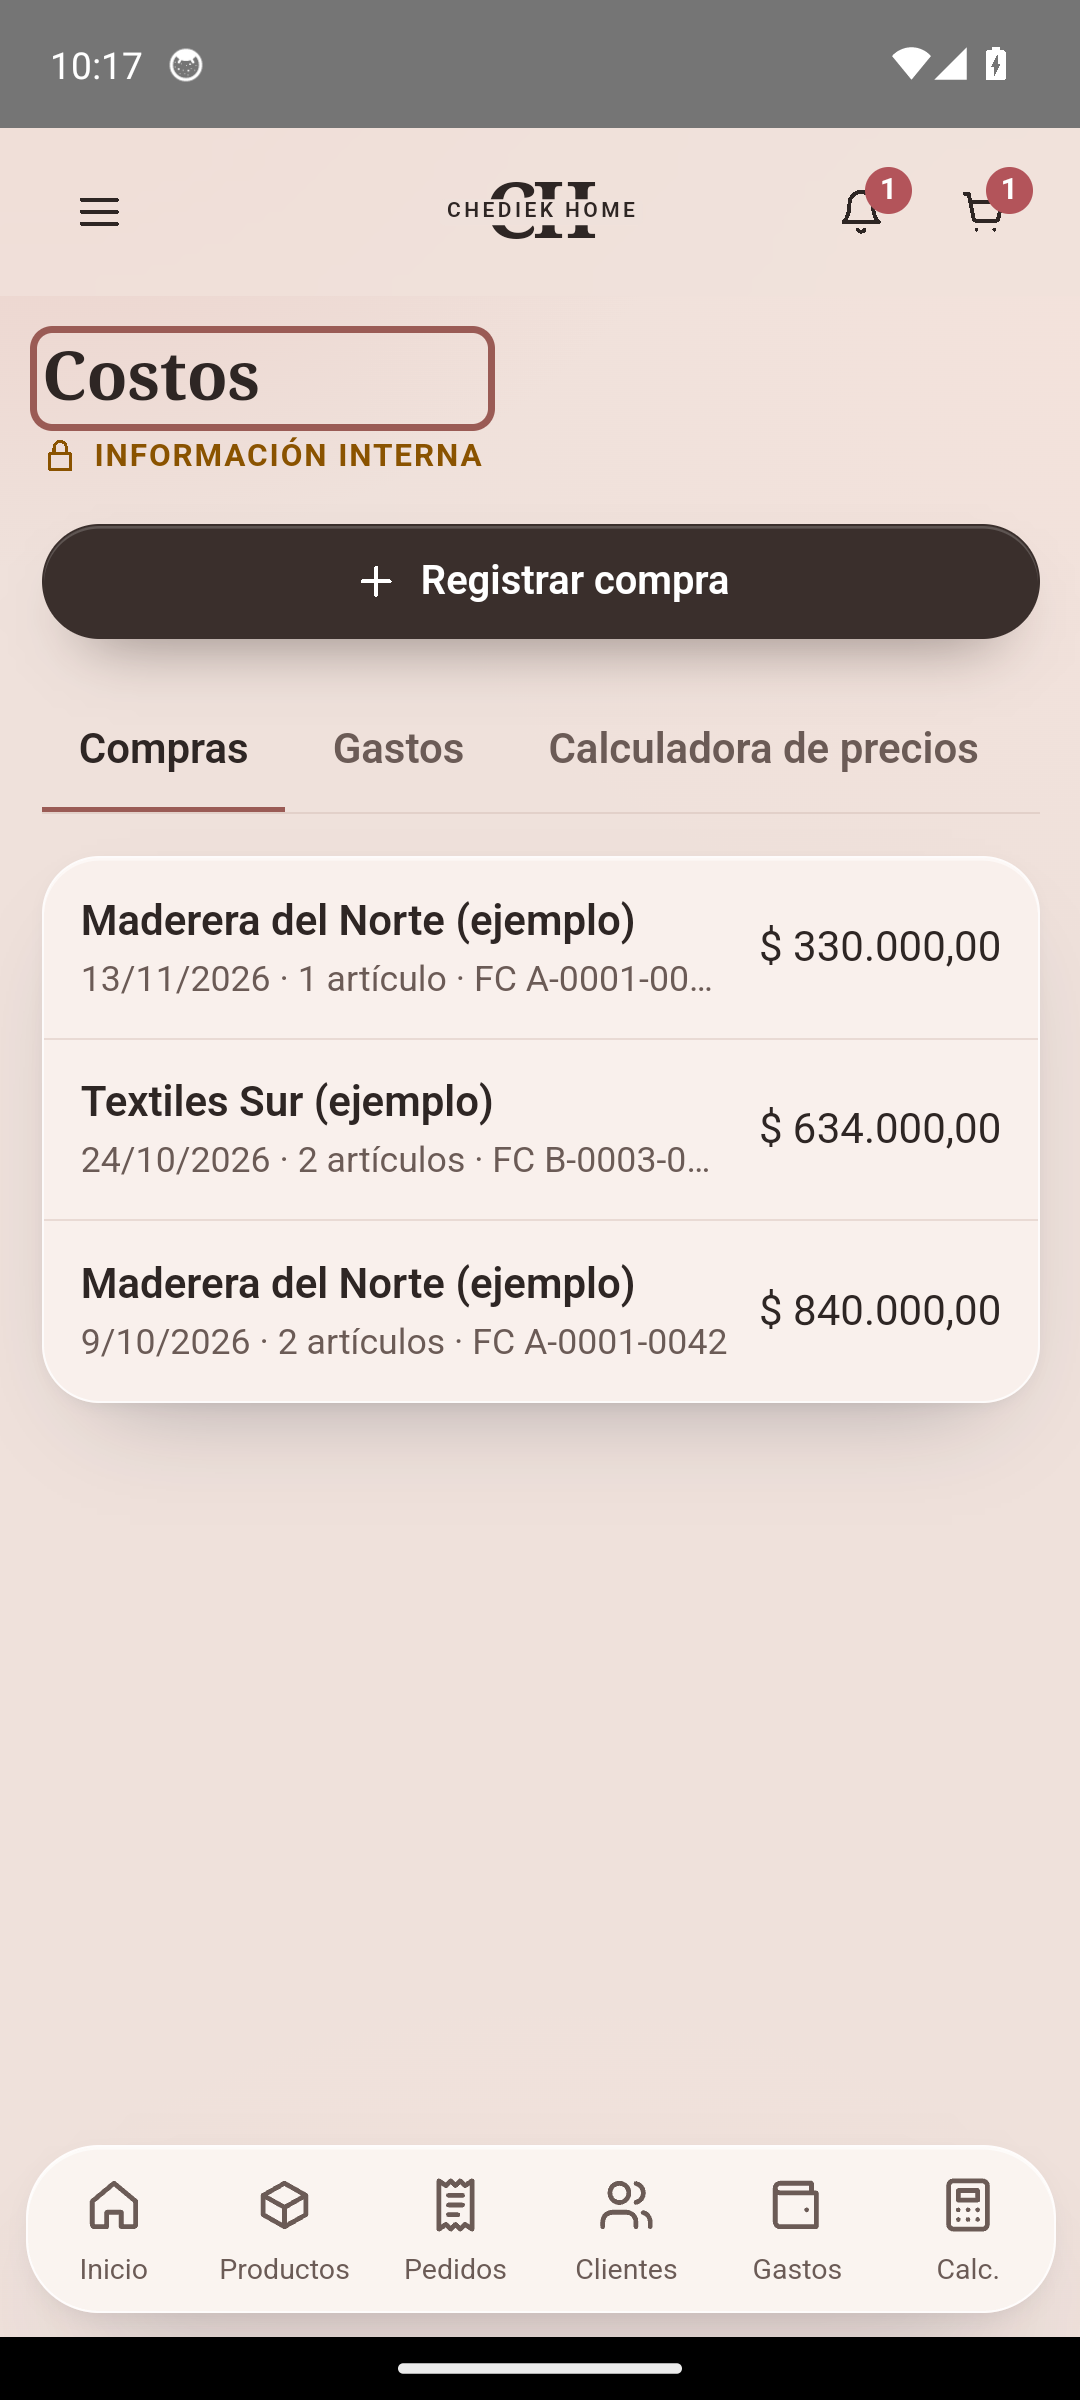 10:17
CH
CHEDIEK HOME
1
1
Costos
INFORMACIÓN INTERNA
Registrar compra
Compras
Gastos
Calculadora de precios
Maderera del Norte (ejemplo)
13/11/2026 · 1 artículo · FC A-0001-00…
$ 330.000,00
Textiles Sur (ejemplo)
24/10/2026 · 2 artículos · FC B-0003-0…
$ 634.000,00
Maderera del Norte (ejemplo)
9/10/2026 · 2 artículos · FC A-0001-0042
$ 840.000,00
Inicio
Productos
Pedidos
Clientes
Gastos
Calc.